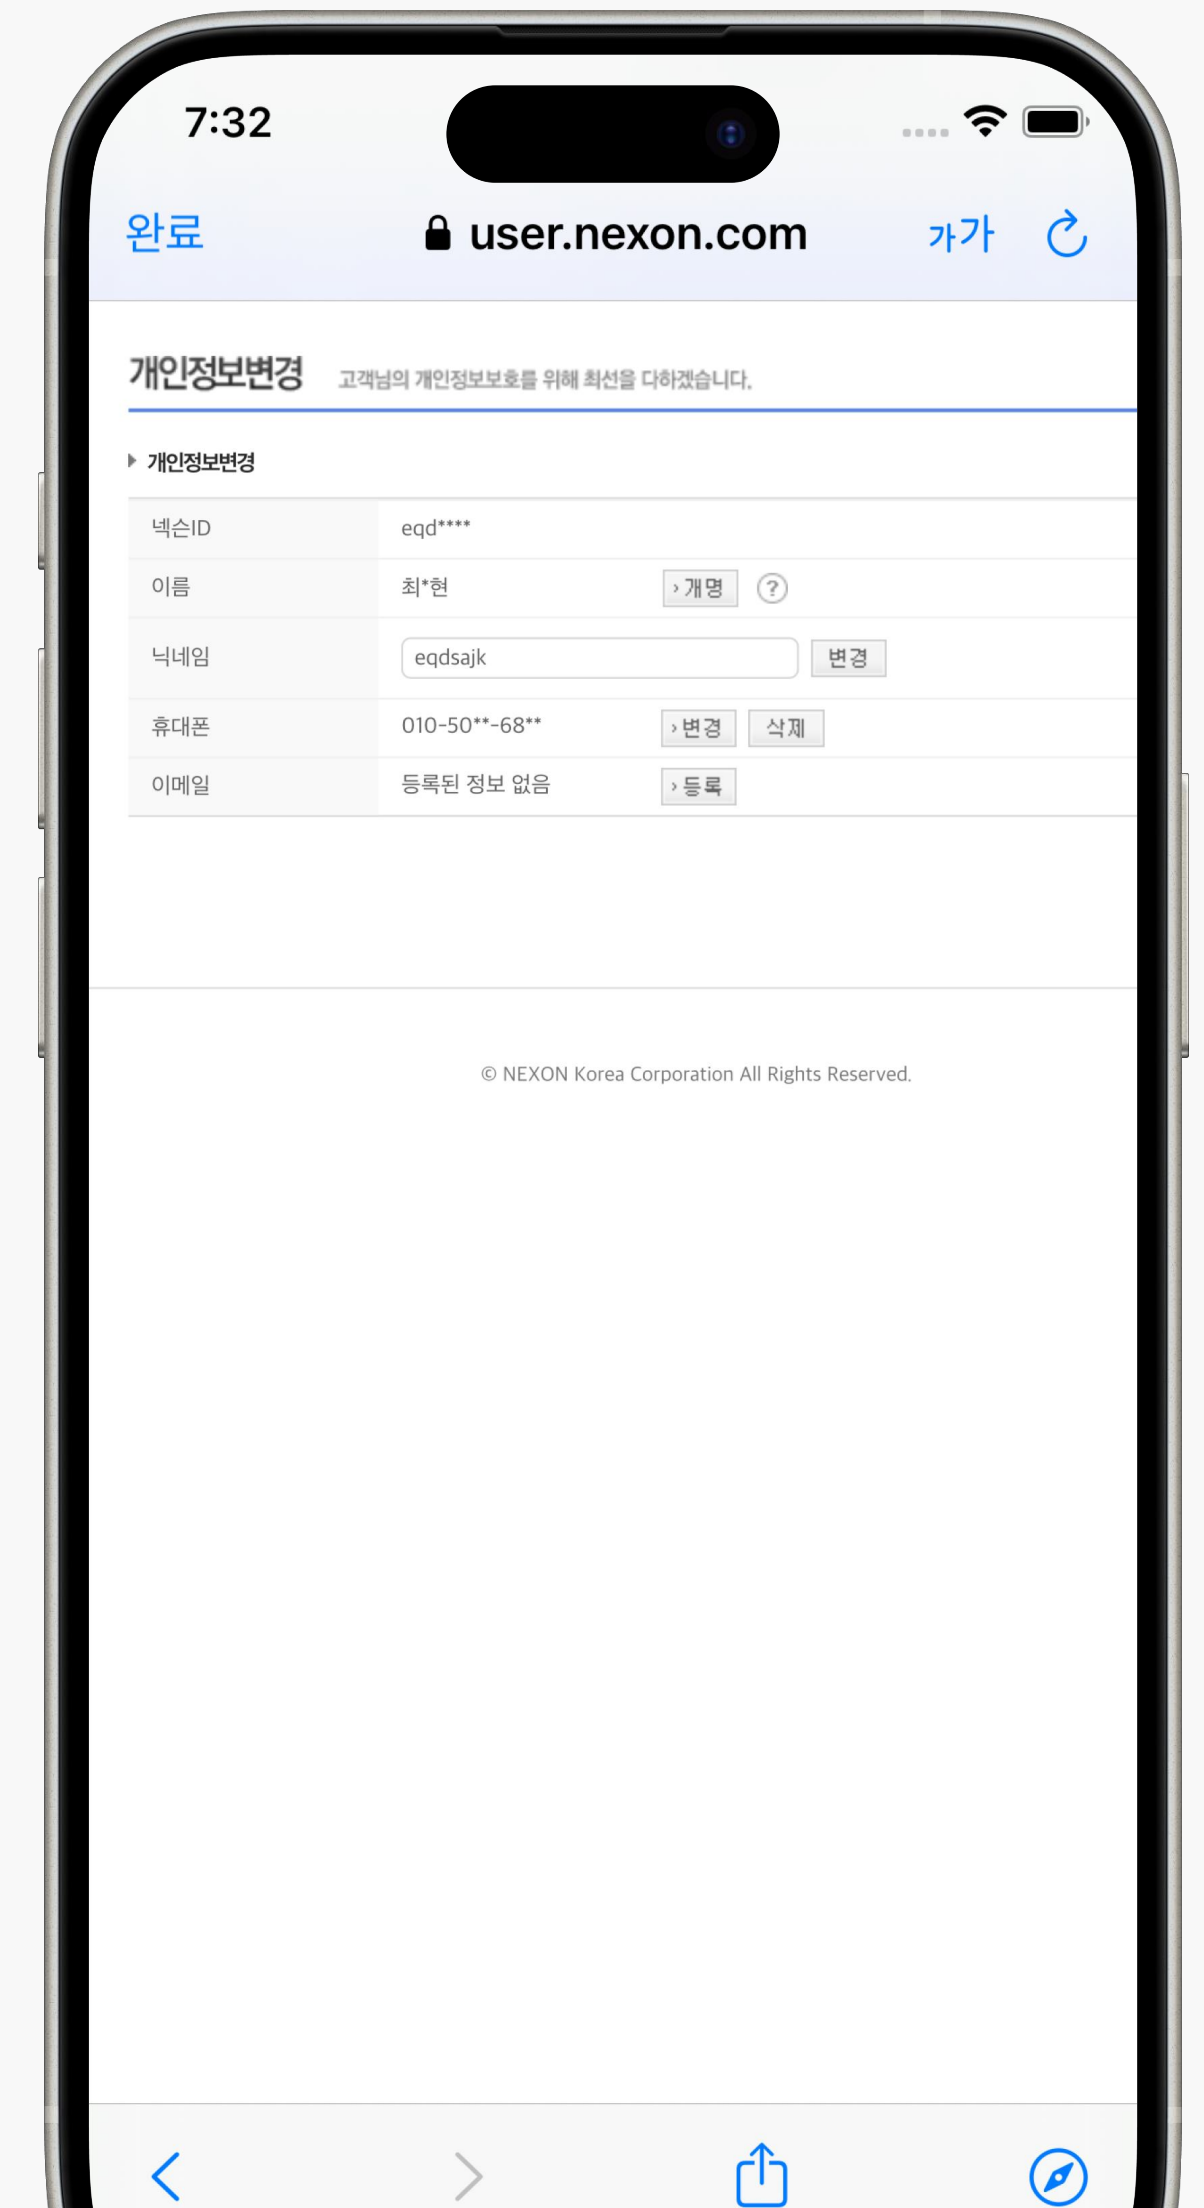 7:32
완료 user.nexon.com 가가
개인정보변경 고객님의 개인정보보호를 위해 최선을 다하겠습니다.
개인정보변경
넥슨ID eqd****
이름 최*현 › 개명 ?
닉네임 eqdsajk 변경
휴대폰 010-50**-68** › 변경 삭제
이메일 등록된 정보 없음 › 등록
© NEXON Korea Corporation All Rights Reserved.